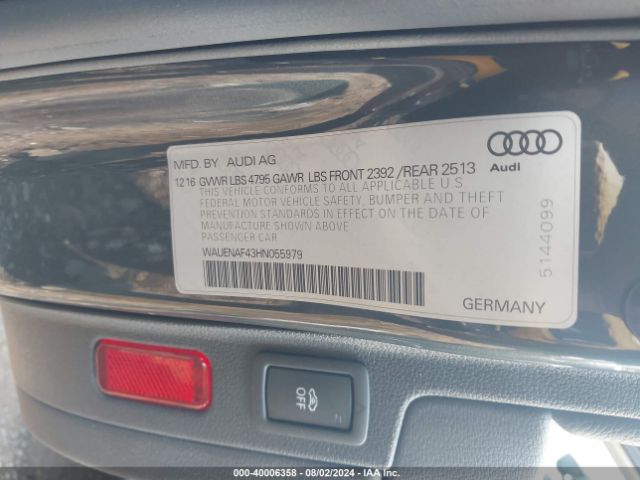 MFD. BY AUDI AG
12 16 GVWR LBS 4795 GAWR LBS FRONT 2392 /REAR 2513
THIS VEHICLE CONFORMS TO ALL APPLICABLE U.S
FEDERAL MOTOR VEHICLE SAFETY, BUMPER AND THEFT
PREVENTION STANDARDS IN EFFECT ON THE DATE OF
MANUFACTURE SHOWN ABOVE
PASSENGER CAR
WAUENAF43HN055979
Audi
5144099
GERMANY
OFF
000-40006358 - 08/02/2024 - IAAI